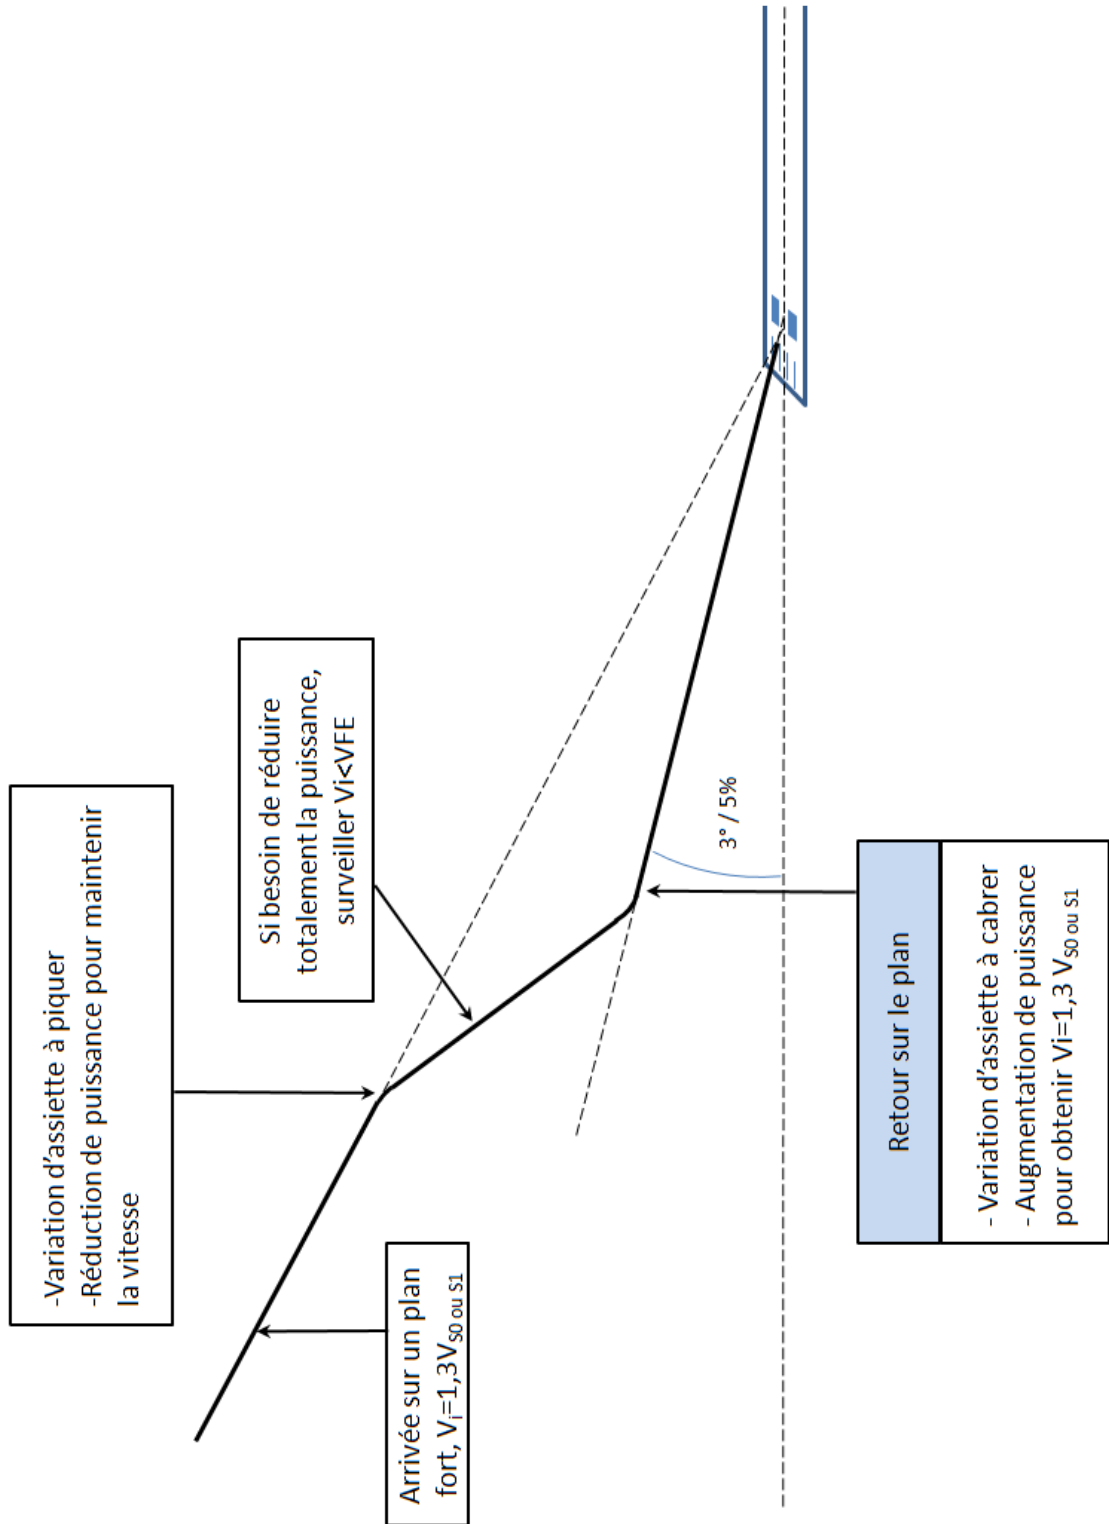 Arrivée sur un plan
fort, Vi=1,3VS0 ou S1
-Variation d'assiette à piquer
-Réduction de puissance pour maintenir
la vitesse
Si besoin de réduire
totalement la puissance,
surveiller Vi<VFE
3° / 5%
Retour sur le plan
- Variation d'assiette à cabrer
- Augmentation de puissance
pour obtenir Vi=1,3 VS0 ou S1